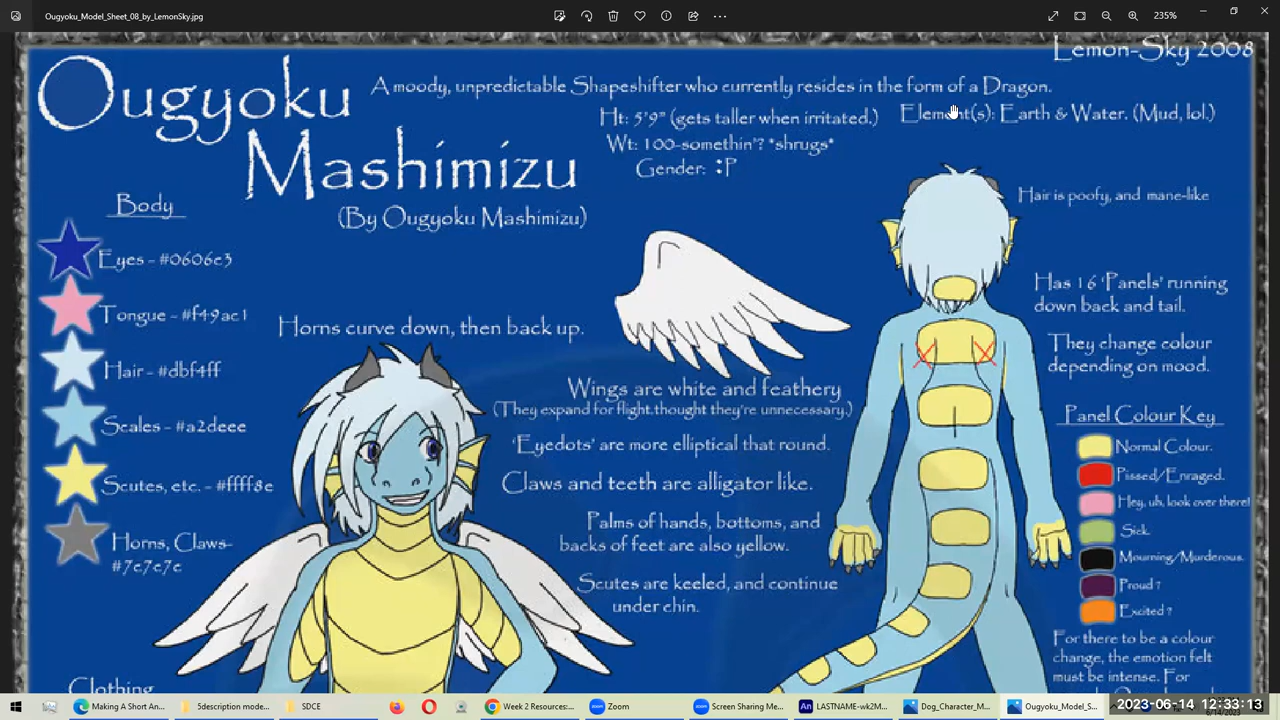 Ougyoku_Model_Sheet_08_by_LemonSky.jpg
235%
Lemon-Sky 2008
Ougyoku
Mashimizu
(By Ougyoku Mashimizu)
A moody, unpredictable Shapeshifter who currently resides in the form of a Dragon.
Ht: 5'9" (gets taller when irritated.)
Element(s): Earth & Water. (Mud, lol.)
Wt: 100-somethin'? *shrugs*
Gender: :P
Body
Eyes - #0606c3
Tongue - #f49ac1
Hair - #dbf4ff
Scales - #a2deee
Scutes, etc. - #ffff8e
Horns, Claws-
#7c7c7c
Clothing
Horns curve down, then back up.
Wings are white and feathery
(They expand for flight,thought they're unnecessary.)
'Eyedots' are more elliptical that round.
Claws and teeth are alligator like.
Palms of hands, bottoms, and
backs of feet are also yellow.
Scutes are keeled, and continue
under chin.
Hair is poofy, and mane-like
Has 16 'Panels' running
down back and tail.
They change colour
depending on mood.
Panel Colour Key
Normal Colour.
Pissed/Enraged.
Hey, uh, look over there!
Sick.
Mourning/Murderous.
Proud ?
Excited ?
For there to be a colour
change, the emotion felt
must be intense. For
Making A Short An...
5description mode...
SDCE
Week 2 Resources:...
Zoom
Screen Sharing Me...
LASTNAME-wk2M...
Dog_Character_M...
Ougyoku_Model_S...
2023-06-14 12:33:13